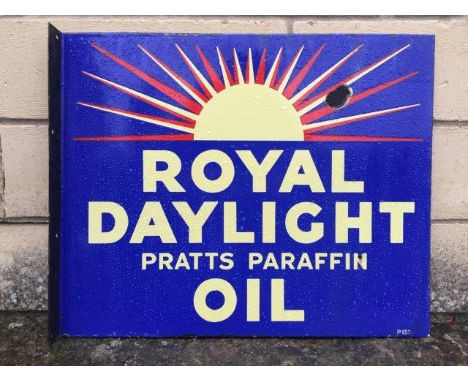 ROYAL
DAYLIGHT
PRATTS PARAFFIN
OIL